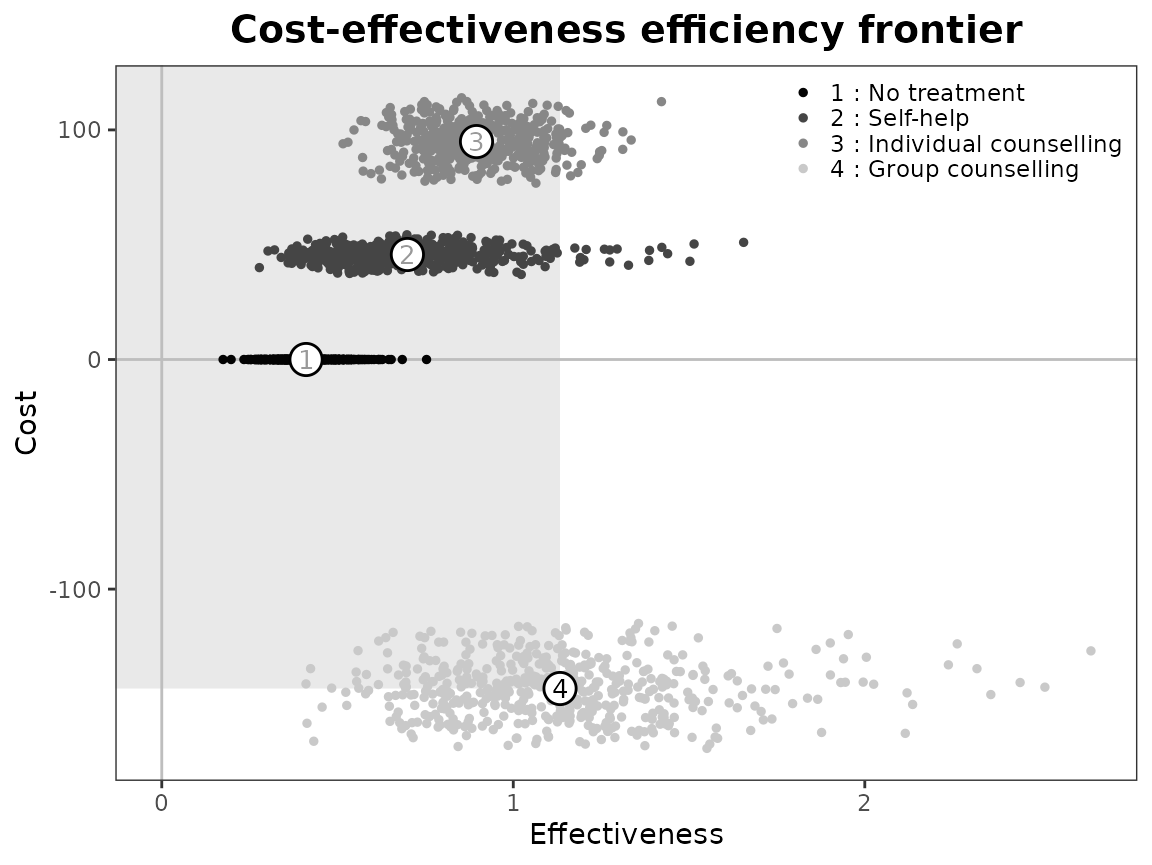 Cost-effectiveness efficiency frontier
1 : No treatment
2 : Self-help
3 : Individual counselling
4 : Group counselling
100
0
-100
Cost
3
2
1
4
0
1
2
Effectiveness